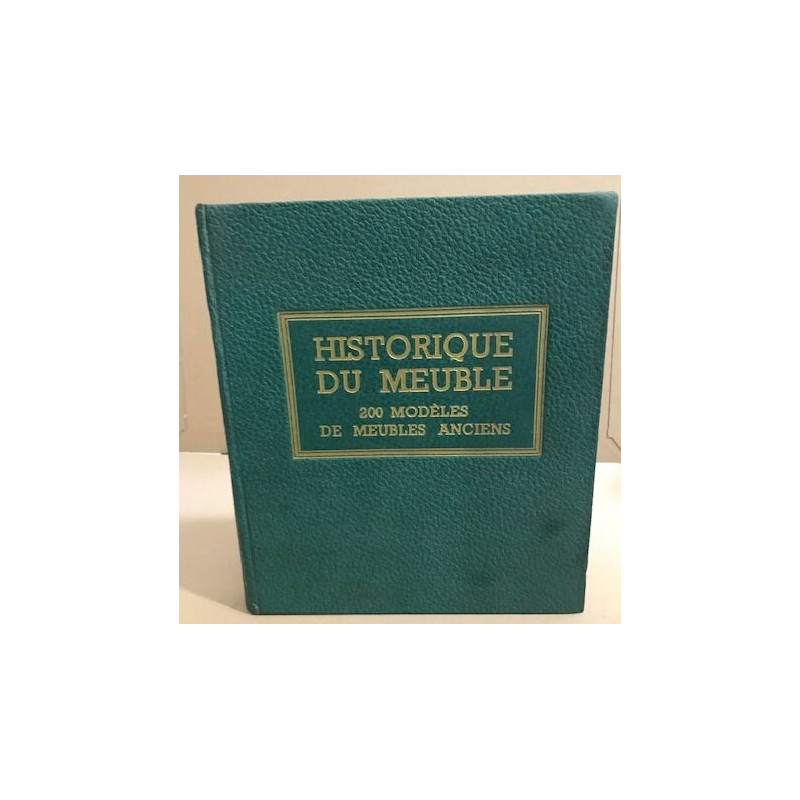 HISTORIQUE
DU MEUBLE
200 MODÈLES
DE MEUBLES ANCIENS